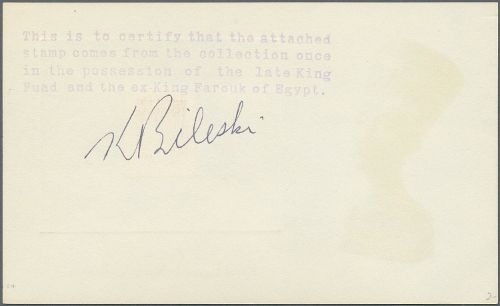 This is to certify that the attached
stamp comes from the collection once
in the possession of the late King
Fuad and the ex-King Farouk of Egypt.
K Bileski